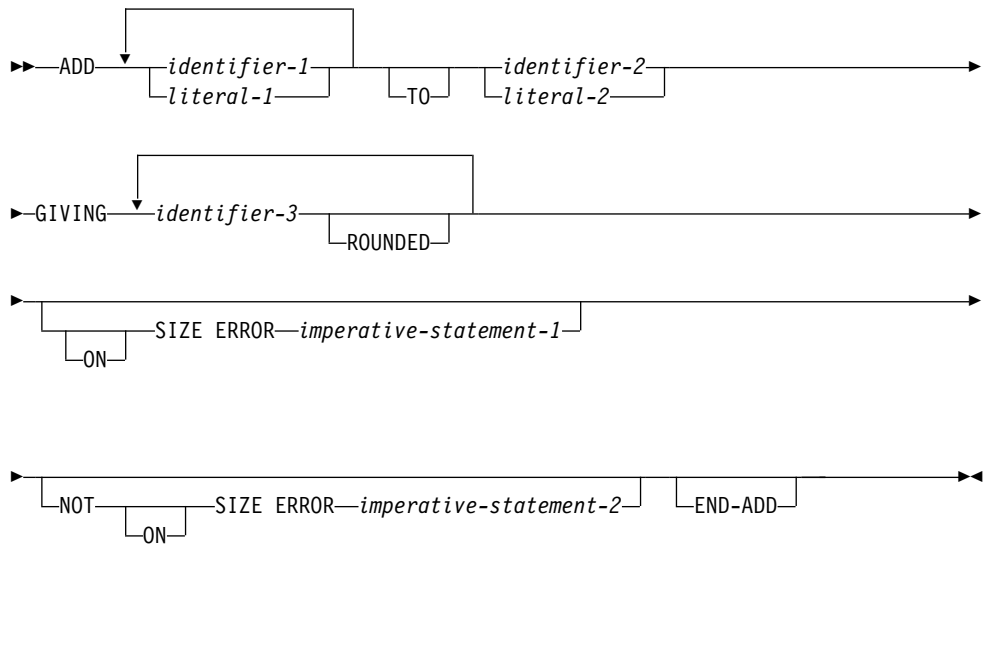 ADD identifier-1 identifier-2
literal-1 TO literal-2
GIVING identifier-3
ROUNDED
SIZE ERROR imperative-statement-1
ON
NOT SIZE ERROR imperative-statement-2 END-ADD
ON